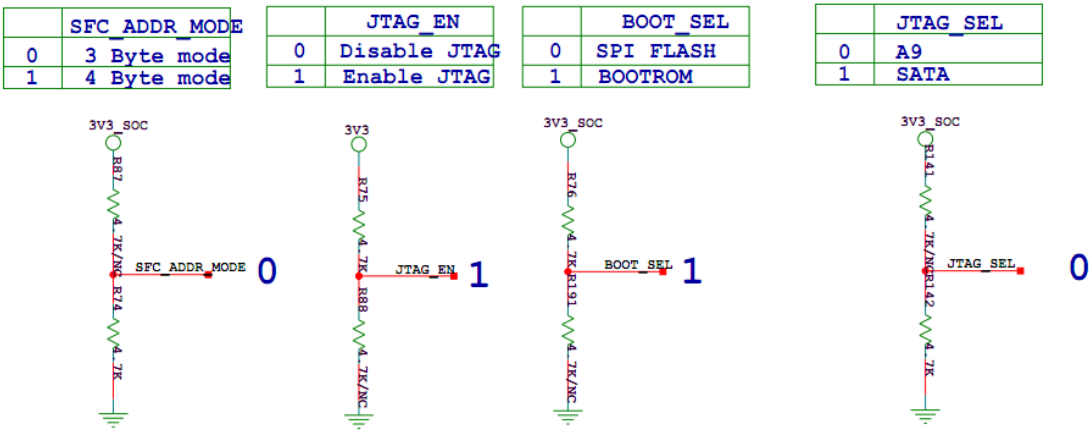 SFC_ADDR_MODE
0 3 Byte mode
1 4 Byte mode
JTAG_EN
0 Disable JTAG
1 Enable JTAG
BOOT_SEL
0 SPI FLASH
1 BOOTROM
JTAG_SEL
0 A9
1 SATA
3V3_SOC
R87
4.7K/NC
SFC_ADDR_MODE 0
R74
4.7K
3V3
R75
4.7K
JTAG_EN 1
R88
4.7K/NC
3V3_SOC
R76
4.7K
BOOT_SEL 1
R191
4.7K/NC
3V3_SOC
R141
4.7K/NC
JTAG_SEL 0
R142
4.7K